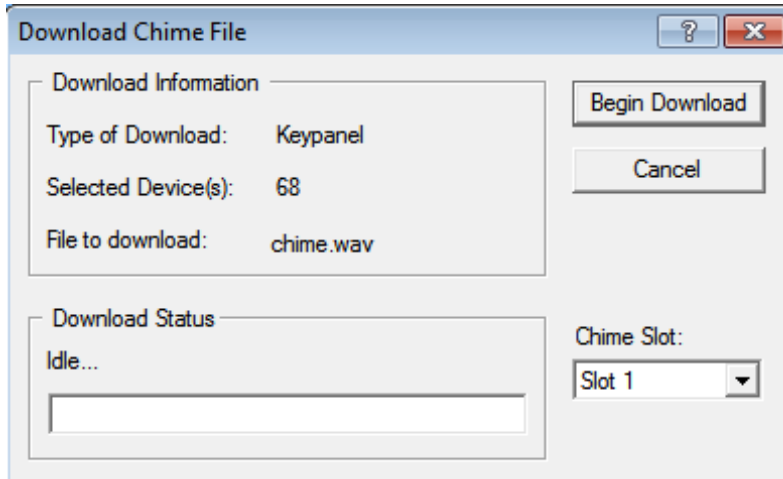 Download Chime File
Download Information
Type of Download: Keypanel
Selected Device(s): 68
File to download: chime.wav
Begin Download
Cancel
Download Status
Idle...
Chime Slot:
Slot 1